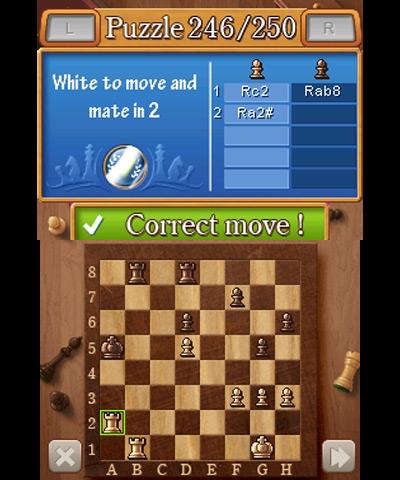 L Puzzle 246/250 R
White to move and
mate in 2
1 Rc2 Rab8
2 Ra2#
Correct move !
8
7
6
5
4
3
2
1
A B C D E F G H